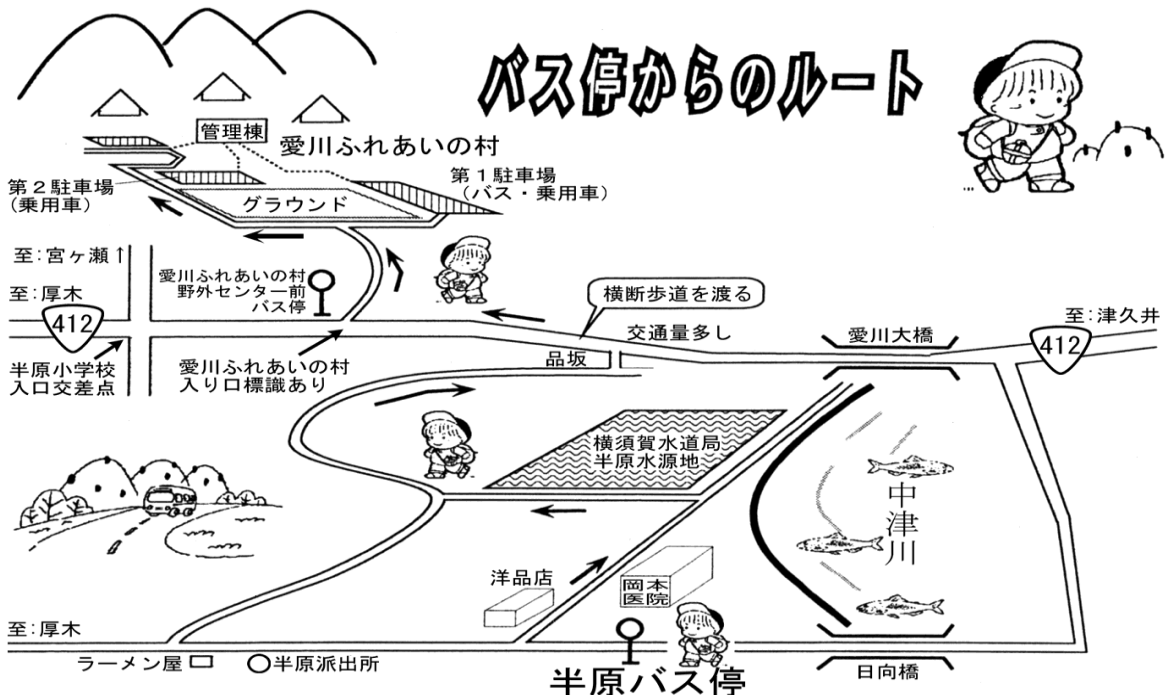 バス停からのルート
管理棟
愛川ふれあいの村
第2駐車場
(乗用車)
第1駐車場
(バス・乗用車)
グラウンド
至:宮ヶ瀬↑
愛川ふれあいの村
野外センター前
バス停
至:厚木
412
横断歩道を渡る
交通量多し
愛川大橋
至:津久井
412
半原小学校
入口交差点
愛川ふれあいの村
入り口標識あり
品坂
横須賀水道局
半原水源地
中津川
洋品店
岡本
医院
至:厚木
ラーメン屋
半原派出所
半原バス停
日向橋